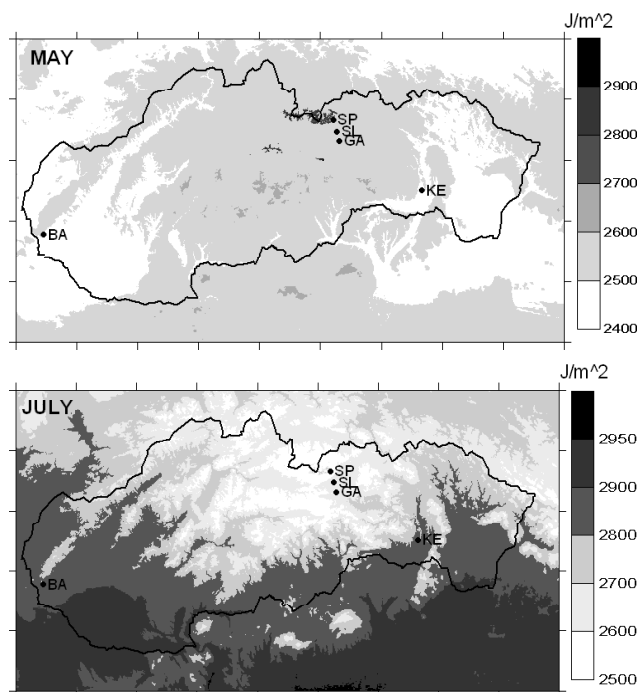 J/m^2
MAY
2900
2800
2700
2600
2500
2400
SP
SL
GA
KE
BA
J/m^2
JULY
2950
2900
2800
2700
2600
2500
SP
SL
GA
KE
BA